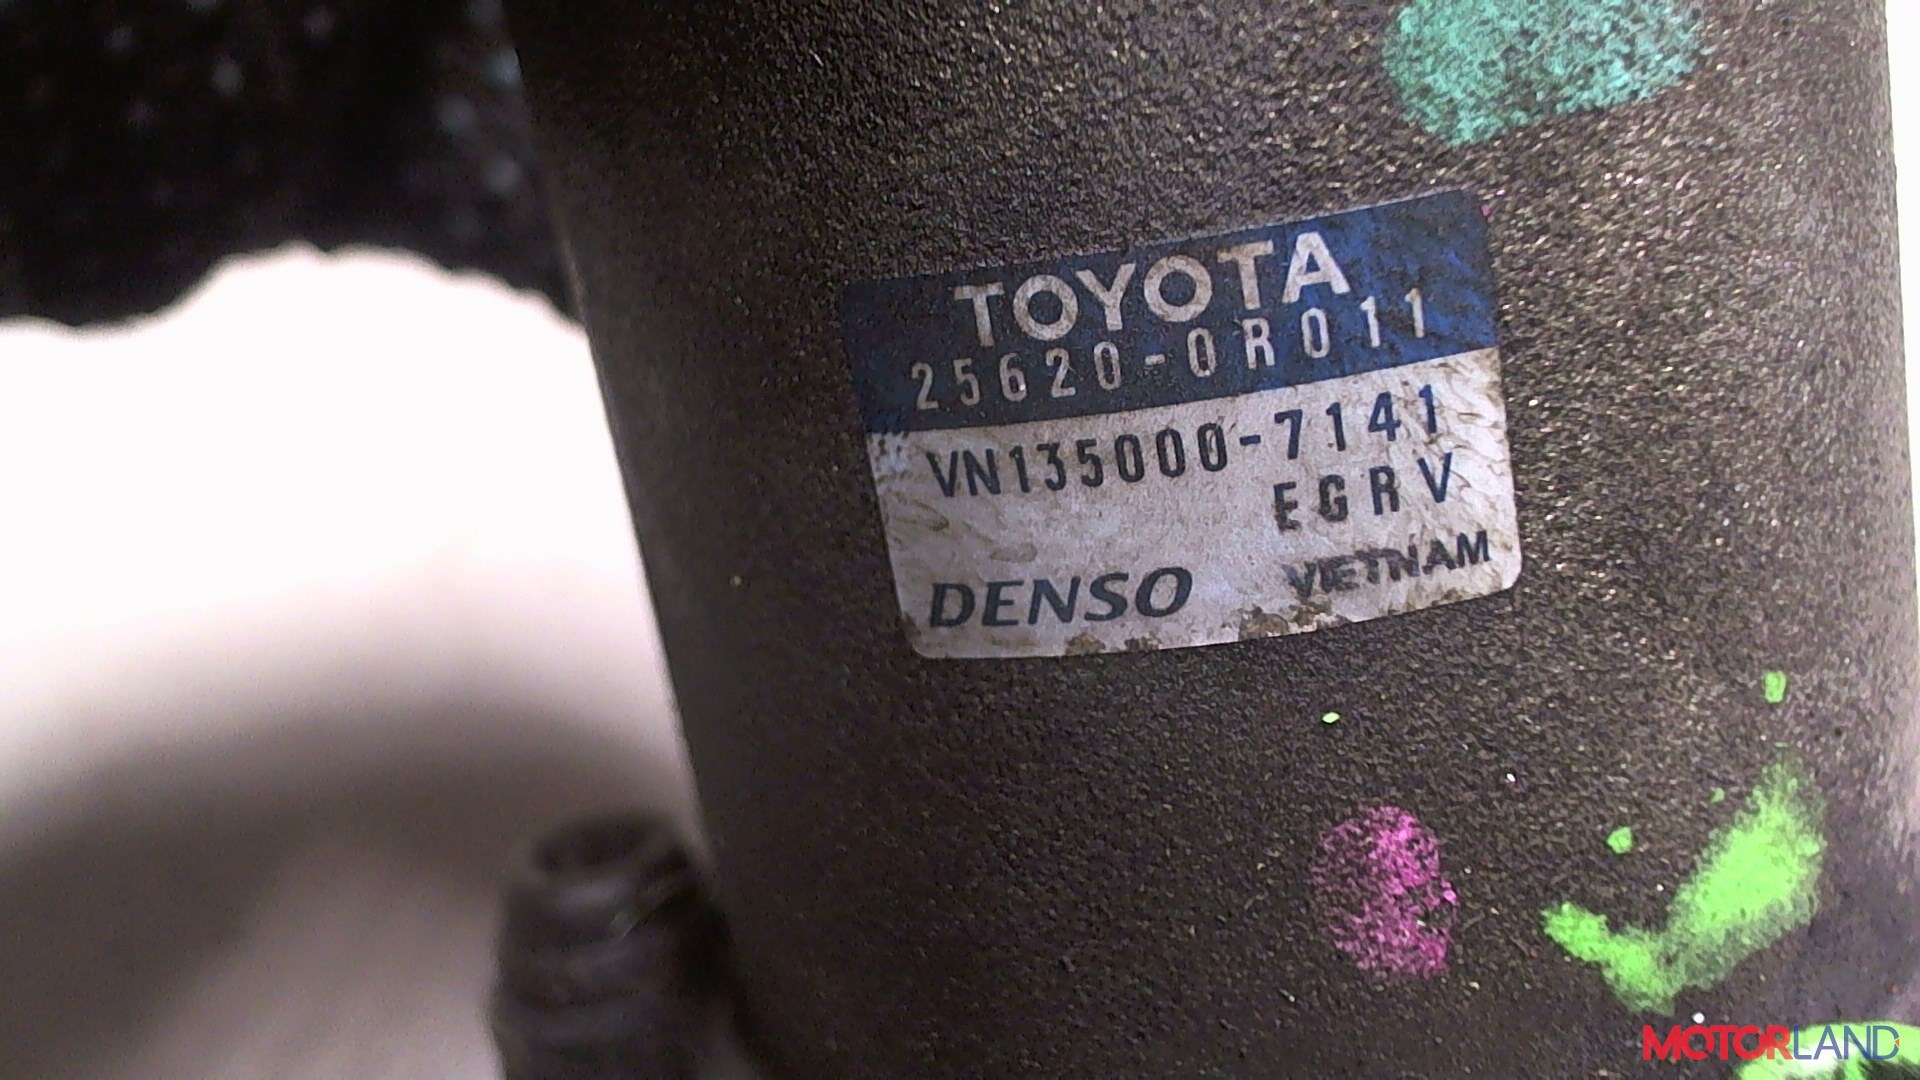 TOYOTA
25620-0R011
VN135000-7141
EGRV
DENSO VIETNAM
MOTORLAND